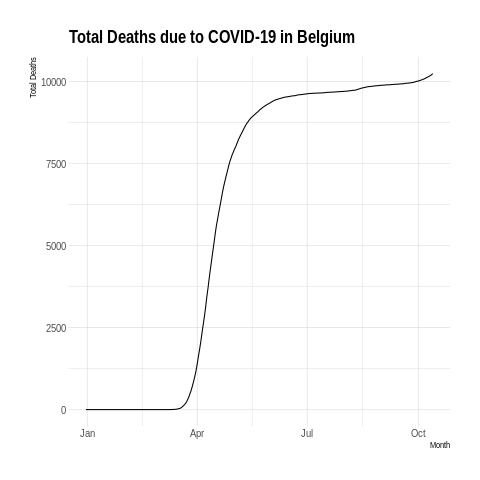 Total Deaths due to COVID-19 in Belgium
Total Deaths
10000
7500
5000
2500
0
Jan Apr Jul Oct
Month